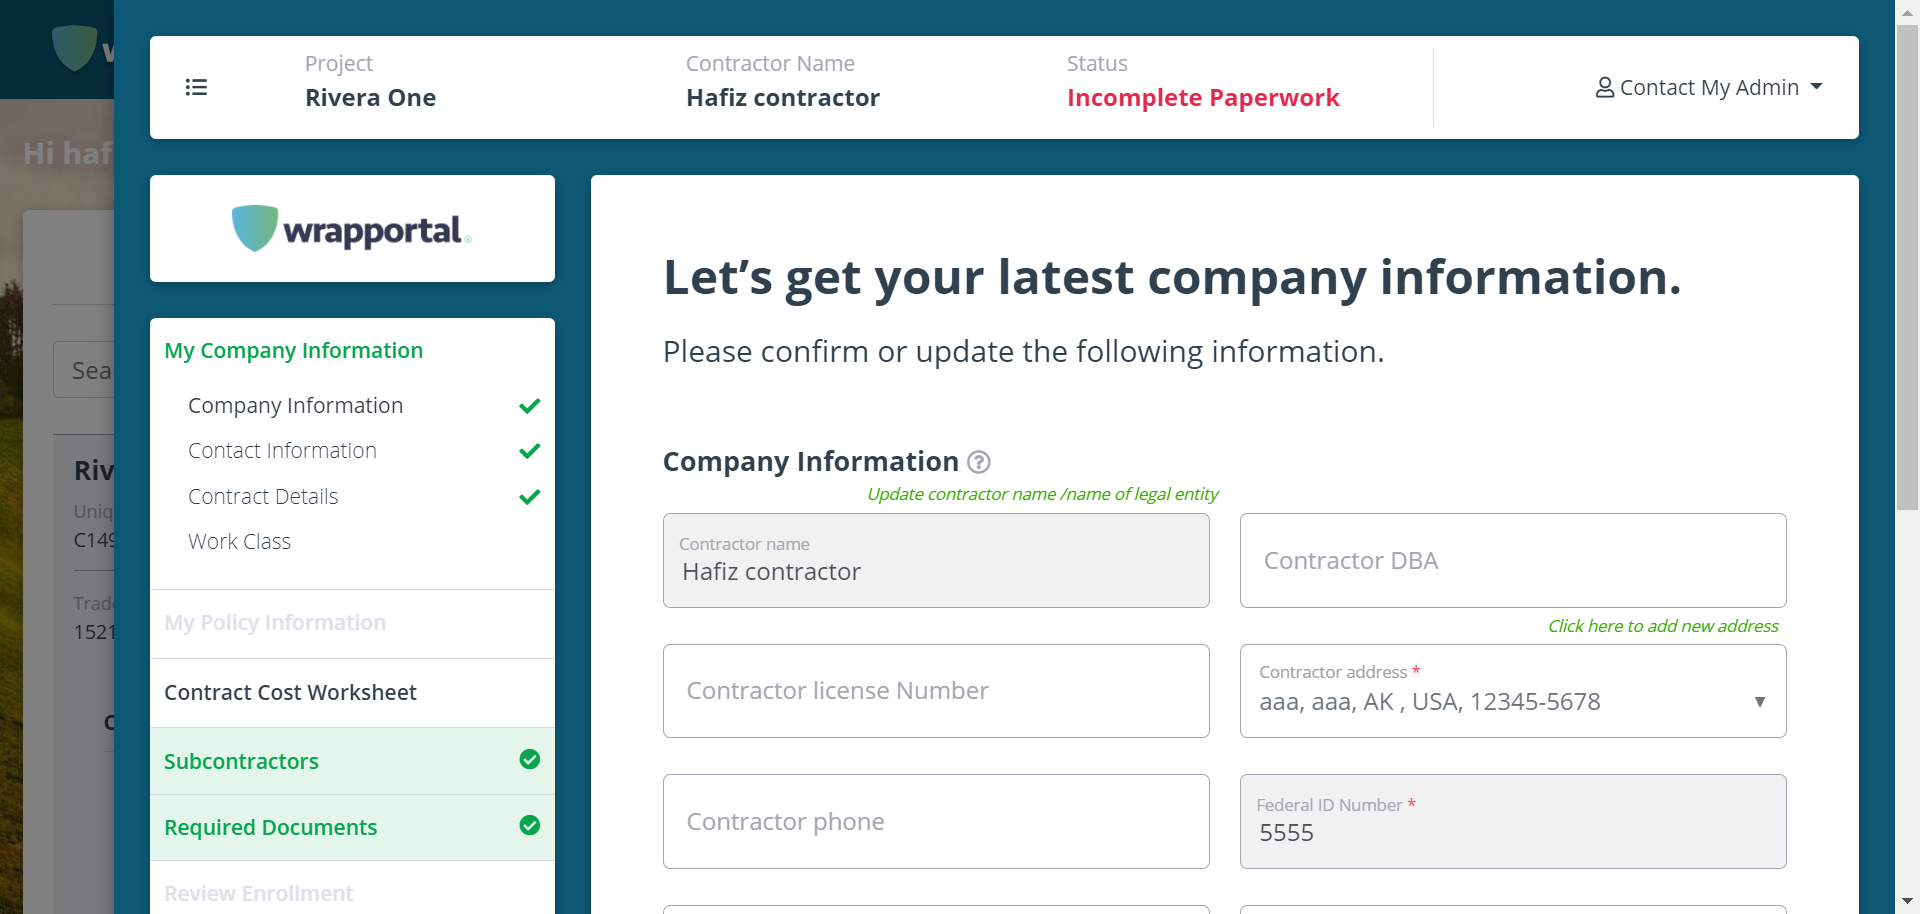 Project
Rivera One
Contractor Name
Hafiz contractor
Status
Incomplete Paperwork
Contact My Admin
Hi haf
wrapportal
Sea
Riv
Uniq
C149
Trade
1521
My Company Information
Company Information
Contact Information
Contract Details
Work Class
My Policy Information
Contract Cost Worksheet
Subcontractors
Required Documents
Review Enrollment
Let’s get your latest company information.
Please confirm or update the following information.
Company Information
Update contractor name /name of legal entity
Contractor name
Hafiz contractor
Contractor DBA
Click here to add new address
Contractor license Number
Contractor address *
aaa, aaa, AK , USA, 12345-5678
Contractor phone
Federal ID Number *
5555